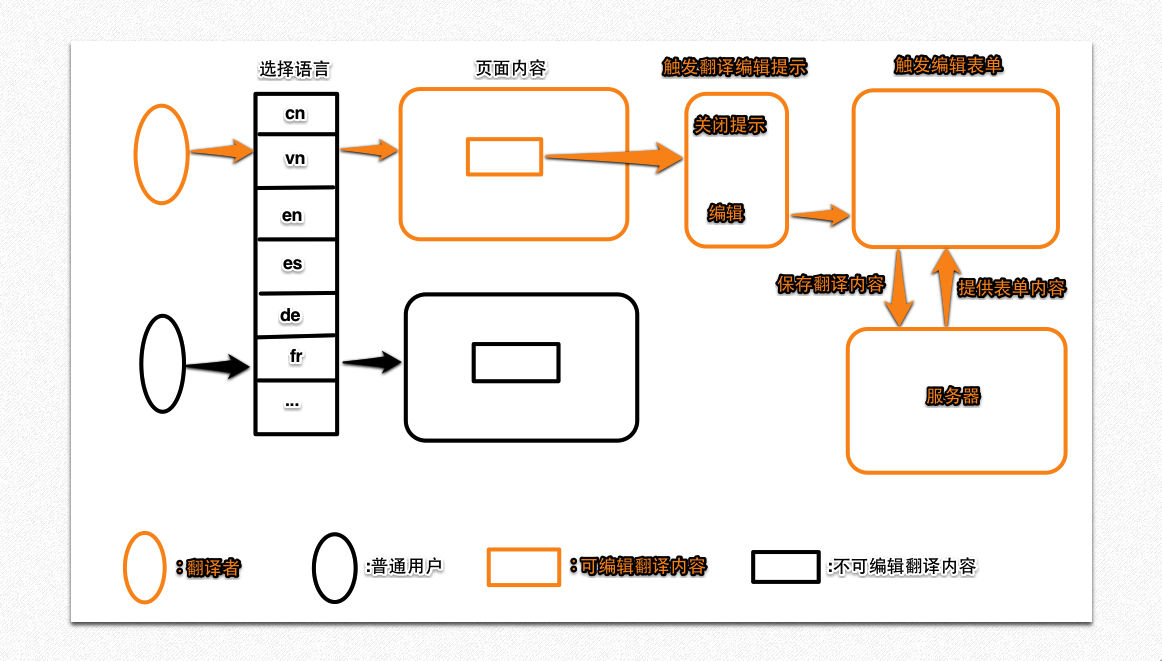 选择语言
页面内容
触发翻译编辑提示
触发编辑表单
cn
vn
en
es
de
fr
...
关闭提示
编辑
保存翻译内容
提供表单内容
服务器
:翻译者
:普通用户
:可编辑翻译内容
:不可编辑翻译内容